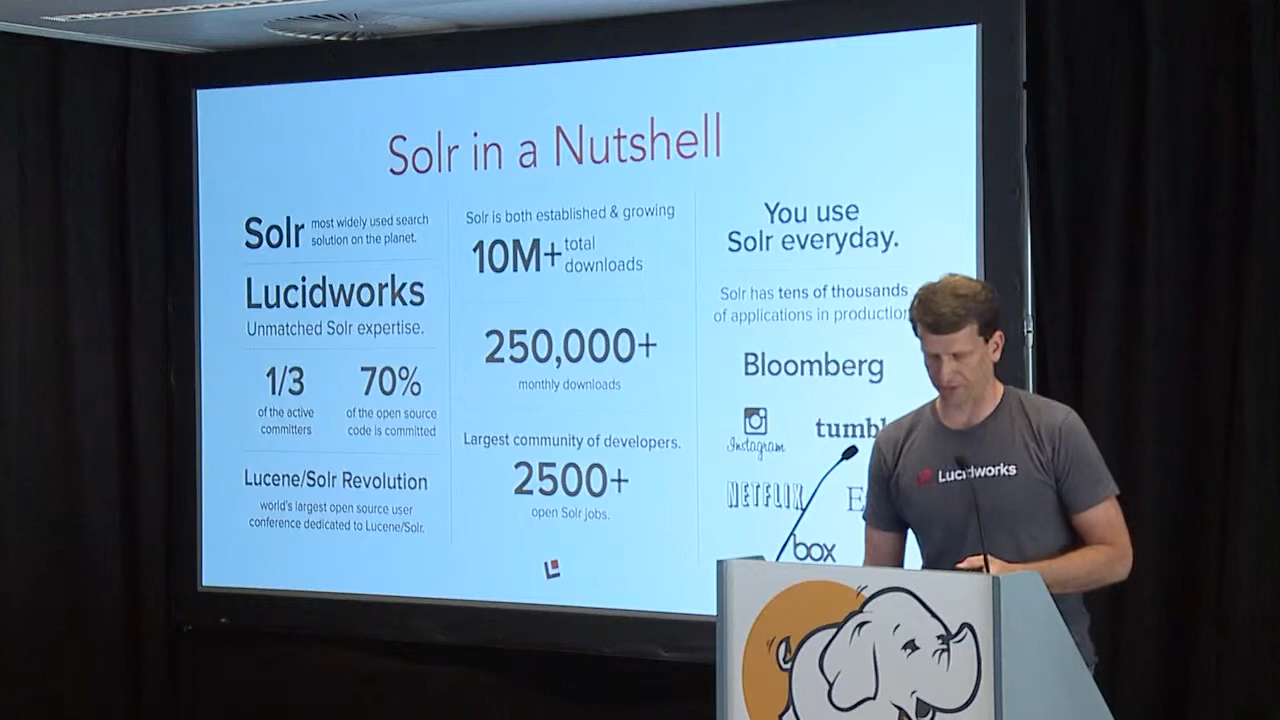 Solr in a Nutshell
Solr
most widely used search
solution on the planet.
Lucidworks
Unmatched Solr expertise.
1/3
of the active
committers
70%
of the open source
code is committed
Lucene/Solr Revolution
world's largest open source user
conference dedicated to Lucene/Solr.
Solr is both established & growing
10M+
total
downloads
250,000+
monthly downloads
Largest community of developers.
2500+
open Solr jobs.
You use
Solr everyday.
Solr has tens of thousands
of applications in production
Bloomberg
Instagram
tumbl
NETFLIX
E
box
Lucidworks